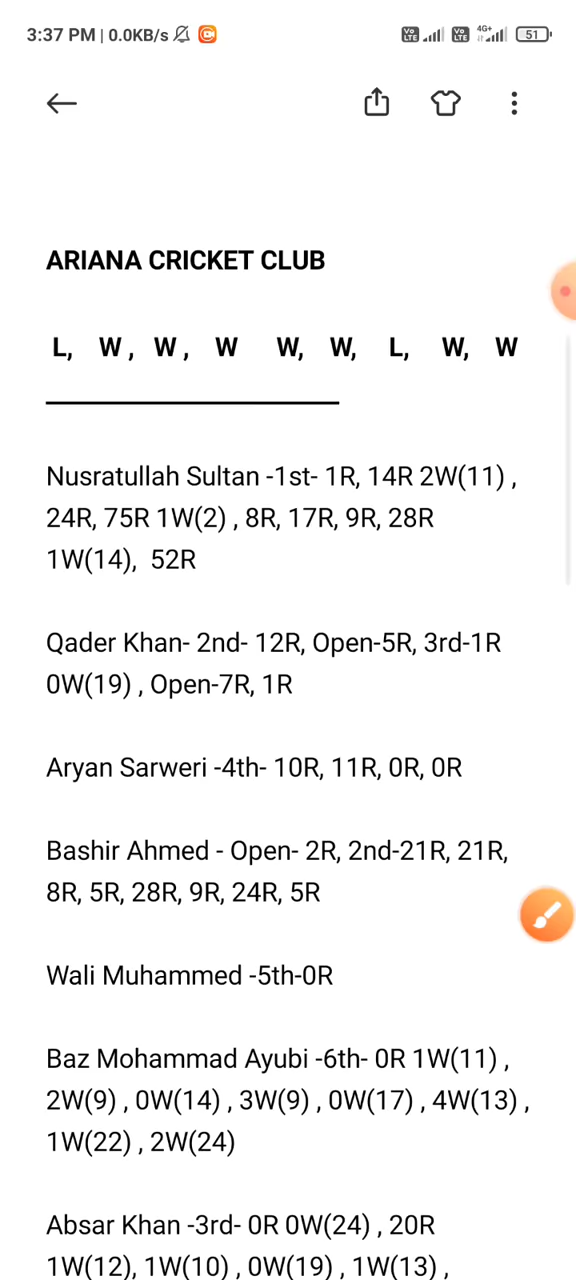 3:37 PM | 0.0KB/s
Vo LTE Vo LTE 4G+ 51
ARIANA CRICKET CLUB
L, W, W, W W, W, L, W, W
Nusratullah Sultan -1st- 1R, 14R 2W(11) ,
24R, 75R 1W(2) , 8R, 17R, 9R, 28R
1W(14), 52R
Qader Khan- 2nd- 12R, Open-5R, 3rd-1R
0W(19) , Open-7R, 1R
Aryan Sarweri -4th- 10R, 11R, 0R, 0R
Bashir Ahmed - Open- 2R, 2nd-21R, 21R,
8R, 5R, 28R, 9R, 24R, 5R
Wali Muhammed -5th-0R
Baz Mohammad Ayubi -6th- 0R 1W(11) ,
2W(9) , 0W(14) , 3W(9) , 0W(17) , 4W(13) ,
1W(22) , 2W(24)
Absar Khan -3rd- 0R 0W(24) , 20R
1W(12), 1W(10) , 0W(19) , 1W(13) ,